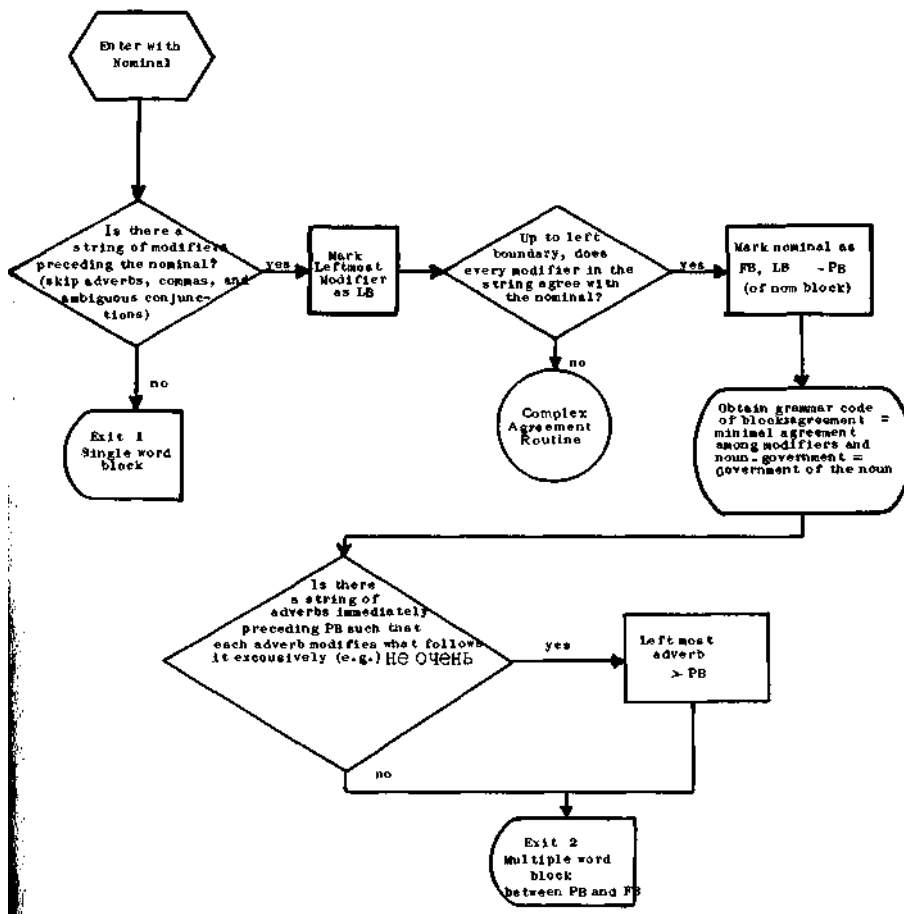 Enter with
Nominal
Is there a
string of modifiers
preceding the nominal?
(skip adverbs, commas, and
ambiguous conjunc-
tions)
yes
no
Exit 1
Single word
block
Mark
Leftmost
Modifier
as LB
Up to left
boundary, does
every modifier in the
string agree with
the nominal?
yes
no
Complex
Agreement
Routine
Mark nominal as
FB, LB - PB
(of nom block)
Obtain grammar code
of block:agreement =
minimal agreement
among modifiers and
noun-government =
government of the noun
Is there
a string of
adverbs immediately
preceding PB such that
each adverb modifies what follows
it excousively (e.g.) не очень
yes
no
Left most
adverb
> PB
Exit 2
Multiple word
block
between PB and FB